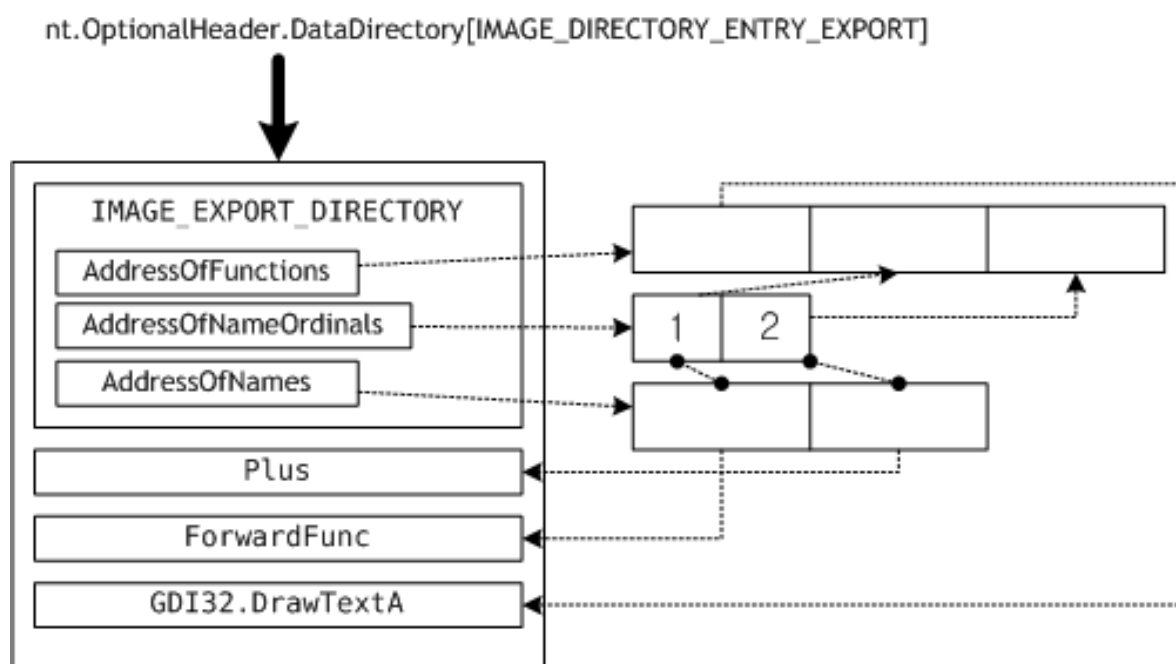 nt.OptionalHeader.DataDirectory[IMAGE_DIRECTORY_ENTRY_EXPORT]
IMAGE_EXPORT_DIRECTORY
AddressOfFunctions
AddressOfNameOrdinals
1 2
AddressOfNames
Plus
ForwardFunc
GDI32.DrawTextA